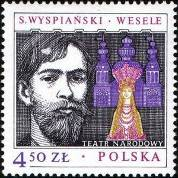 S. WYSPIAŃSKI • WESELE
TEATR NARODOWY
4.50 ZŁ • POLSKA